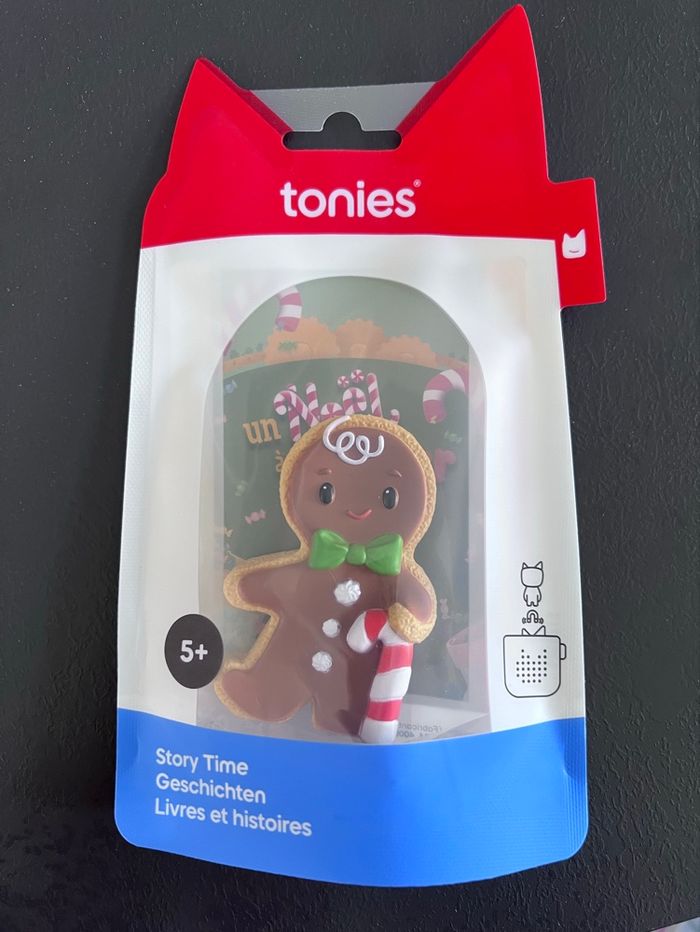 tonies®
un Noël
à
5+
Story Time
Geschichten
Livres et histoires